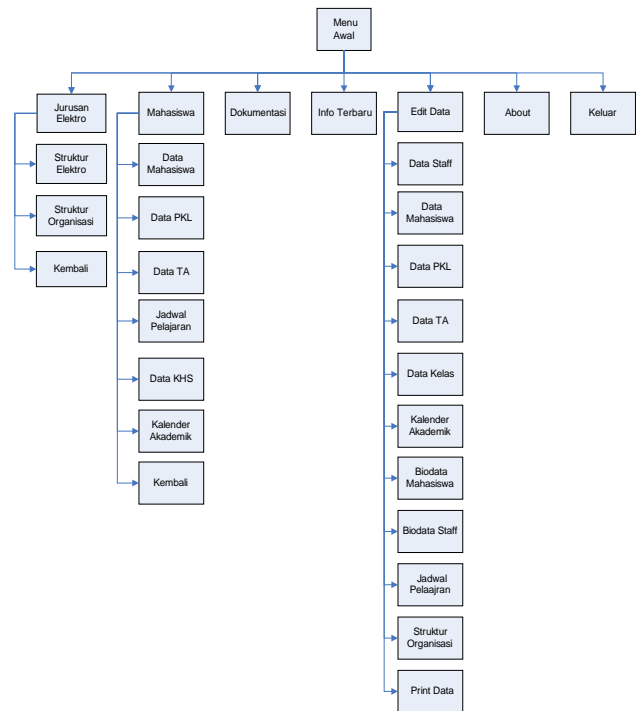 Menu
Awal
Jurusan
Elektro
Mahasiswa
Dokumentasi
Info Terbaru
Edit Data
About
Keluar
Struktur
Elektro
Struktur
Organisasi
Kembali
Data
Mahasiswa
Data PKL
Data TA
Jadwal
Pelajaran
Data KHS
Kalender
Akademik
Kembali
Data Staff
Data
Mahasiswa
Data PKL
Data TA
Data Kelas
Kalender
Akademik
Biodata
Mahasiswa
Biodata Staff
Jadwal
Pelaajran
Struktur
Organisasi
Print Data